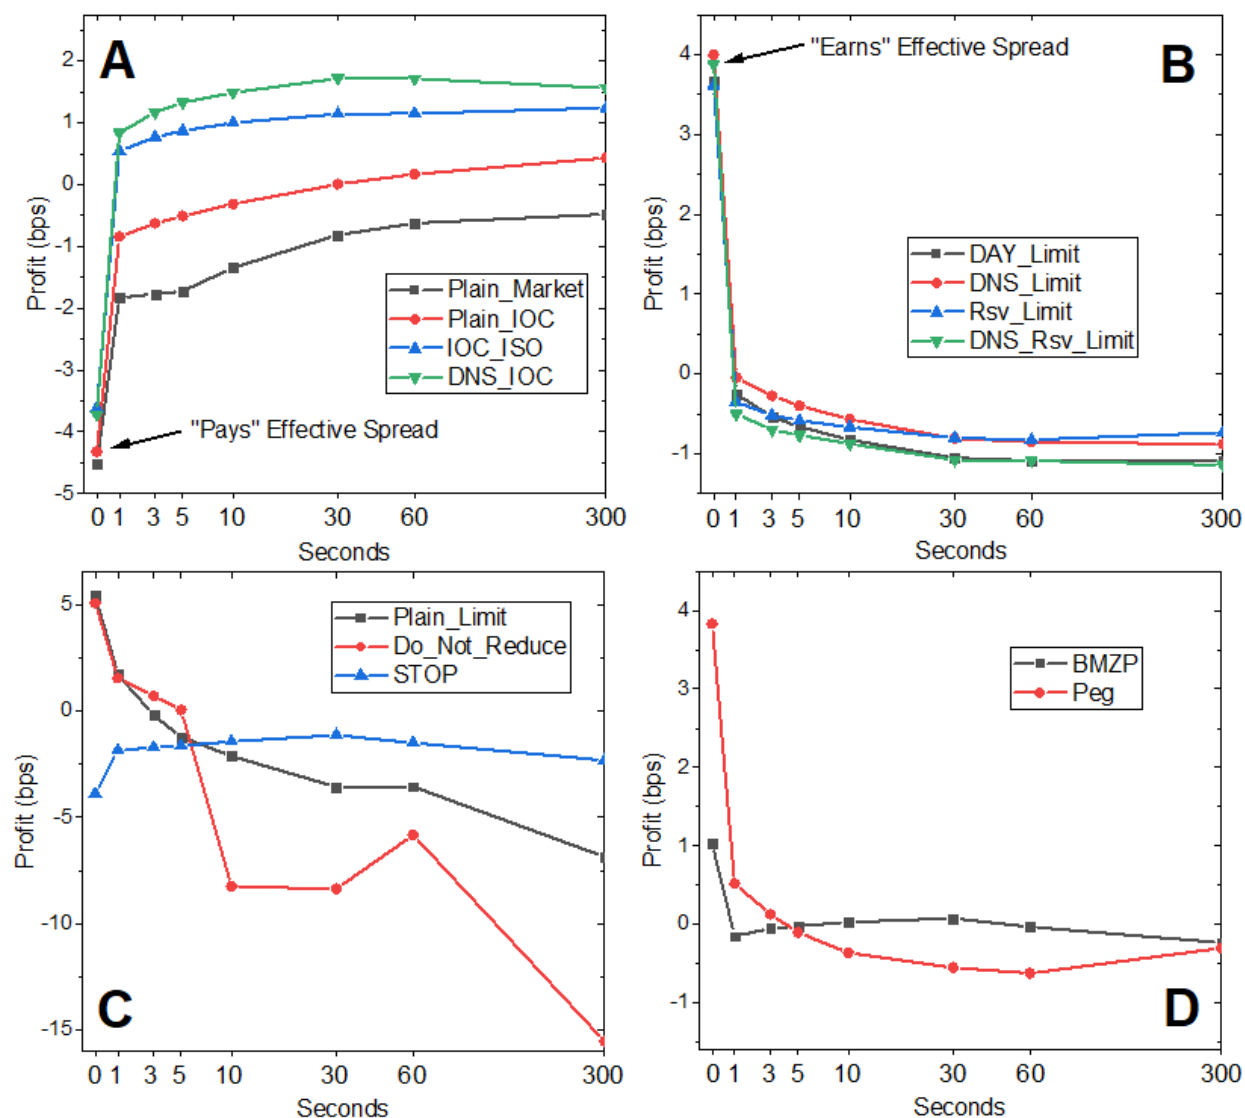 A
2
1
0
-1
-2
-3
-4
-5
Profit (bps)
Plain_Market
Plain_IOC
IOC_ISO
DNS_IOC
"Pays" Effective Spread
0 1 3 5 10 30 60 300
Seconds
B
"Earns" Effective Spread
4
3
2
1
0
-1
Profit (bps)
DAY_Limit
DNS_Limit
Rsv_Limit
DNS_Rsv_Limit
0 1 3 5 10 30 60 300
Seconds
C
5
0
-5
-10
-15
Profit (bps)
Plain_Limit
Do_Not_Reduce
STOP
0 1 3 5 10 30 60 300
Seconds
D
4
3
2
1
0
-1
Profit (bps)
BMZP
Peg
0 1 3 5 10 30 60 300
Seconds